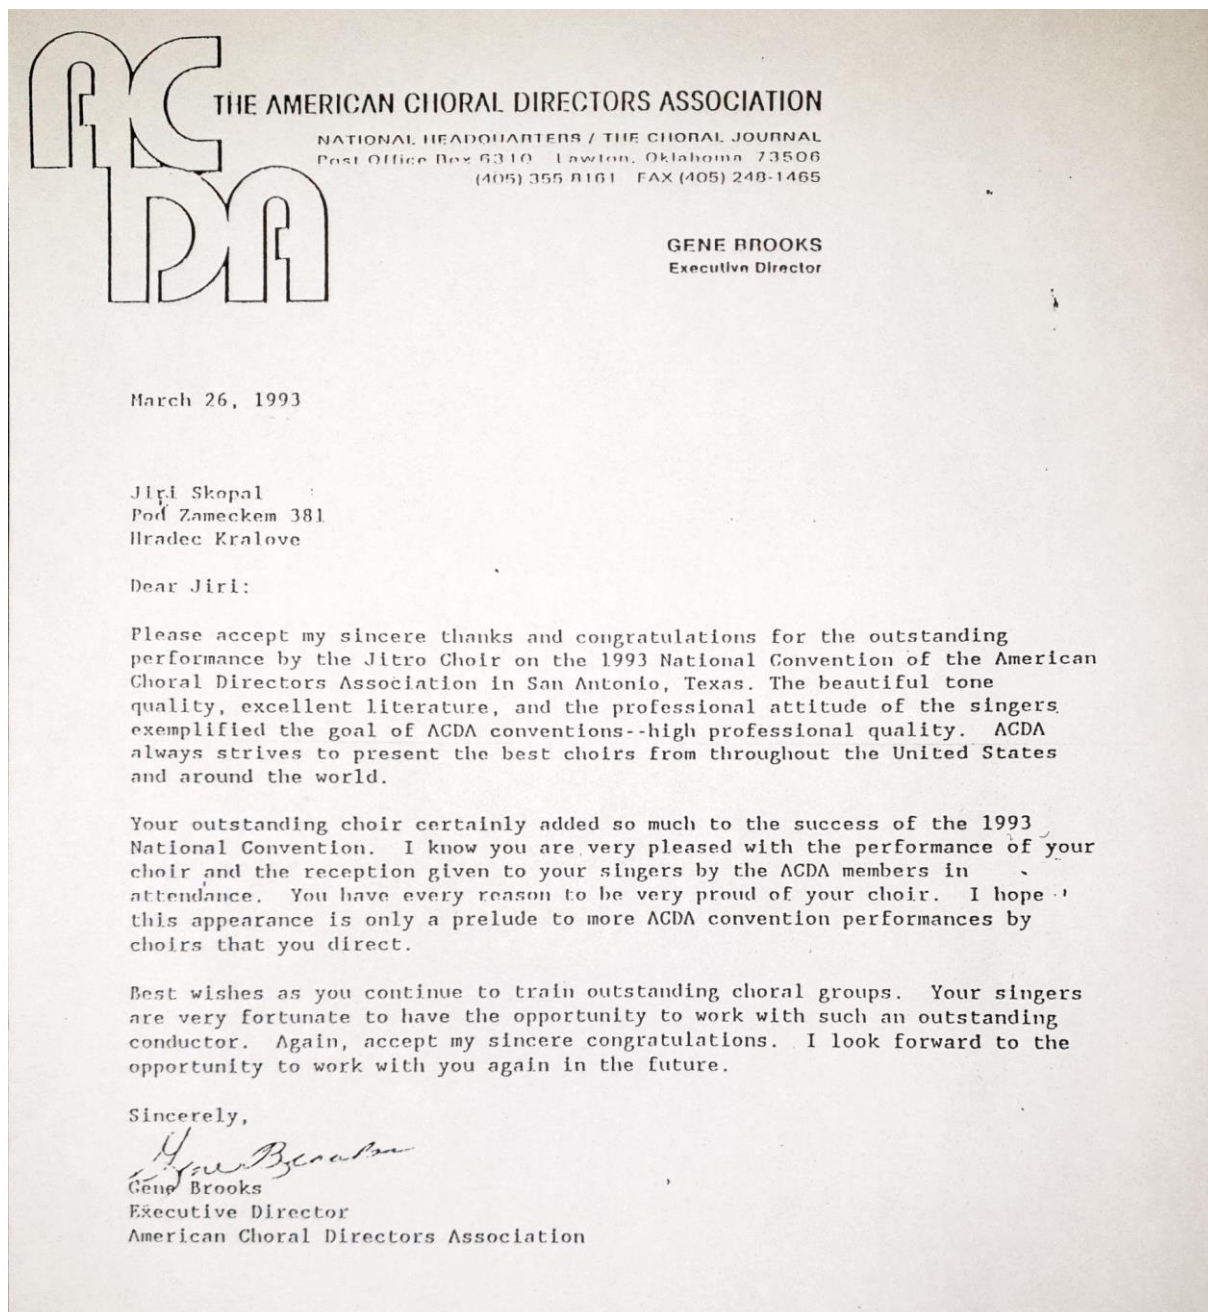 AC
DA
THE AMERICAN CHORAL DIRECTORS ASSOCIATION
NATIONAL HEADQUARTERS / THE CHORAL JOURNAL
Post Office Box 6310 Lawton, Oklahoma 73506
(405) 355-8161 FAX (405) 248-1465
GENE BROOKS
Executive Director
March 26, 1993
Jiri Skopal
Pod Zameckem 381
Hradec Kralove
Dear Jiri:
Please accept my sincere thanks and congratulations for the outstanding
performance by the Jitro Choir on the 1993 National Convention of the American
Choral Directors Association in San Antonio, Texas. The beautiful tone
quality, excellent literature, and the professional attitude of the singers
exemplified the goal of ACDA conventions--high professional quality. ACDA
always strives to present the best choirs from throughout the United States
and around the world.
Your outstanding choir certainly added so much to the success of the 1993
National Convention. I know you are very pleased with the performance of your
choir and the reception given to your singers by the ACDA members in
attendance. You have every reason to be very proud of your choir. I hope
this appearance is only a prelude to more ACDA convention performances by
choirs that you direct.
Best wishes as you continue to train outstanding choral groups. Your singers
are very fortunate to have the opportunity to work with such an outstanding
conductor. Again, accept my sincere congratulations. I look forward to the
opportunity to work with you again in the future.
Sincerely,
Gene Brooks
Gene Brooks
Executive Director
American Choral Directors Association